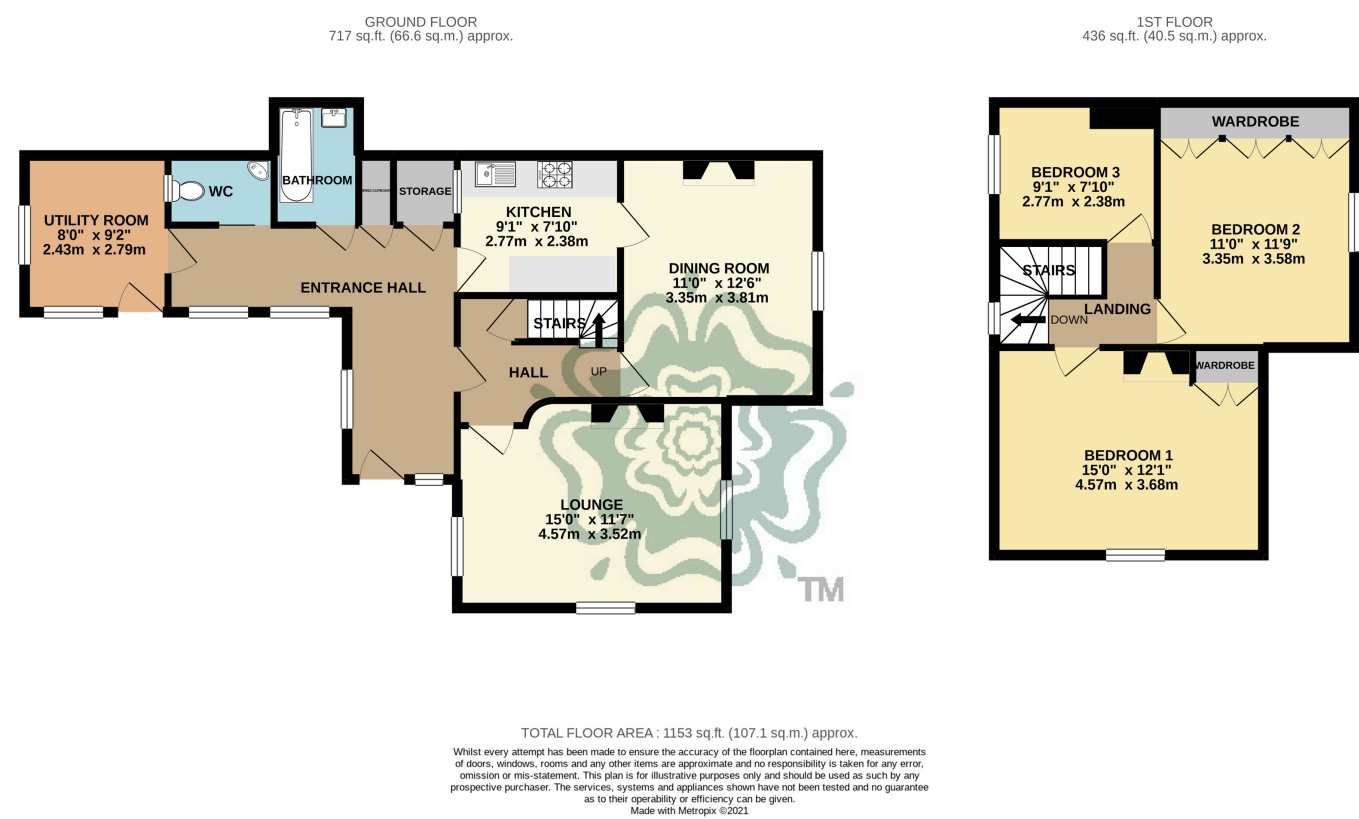 GROUND FLOOR
717 sq.ft. (66.6 sq.m.) approx.
1ST FLOOR
436 sq.ft. (40.5 sq.m.) approx.
UTILITY ROOM
8'0" x 9'2"
2.43m x 2.79m
WC
BATHROOM
STORAGE
KITCHEN
9'1" x 7'10"
2.77m x 2.38m
DINING ROOM
11'0" x 12'6"
3.35m x 3.81m
ENTRANCE HALL
STAIRS
HALL
UP
LOUNGE
15'0" x 11'7"
4.57m x 3.52m
TM
WARDROBE
BEDROOM 3
9'1" x 7'10"
2.77m x 2.38m
BEDROOM 2
11'0" x 11'9"
3.35m x 3.58m
STAIRS
LANDING
DOWN
WARDROBE
BEDROOM 1
15'0" x 12'1"
4.57m x 3.68m
TOTAL FLOOR AREA : 1153 sq.ft. (107.1 sq.m.) approx.
Whilst every attempt has been made to ensure the accuracy of the floorplan contained here, measurements
of doors, windows, rooms and any other items are approximate and no responsibility is taken for any error,
omission or mis-statement. This plan is for illustrative purposes only and should be used as such by any
prospective purchaser. The services, systems and appliances shown have not been tested and no guarantee
as to their operability or efficiency can be given.
Made with Metropix ©2021